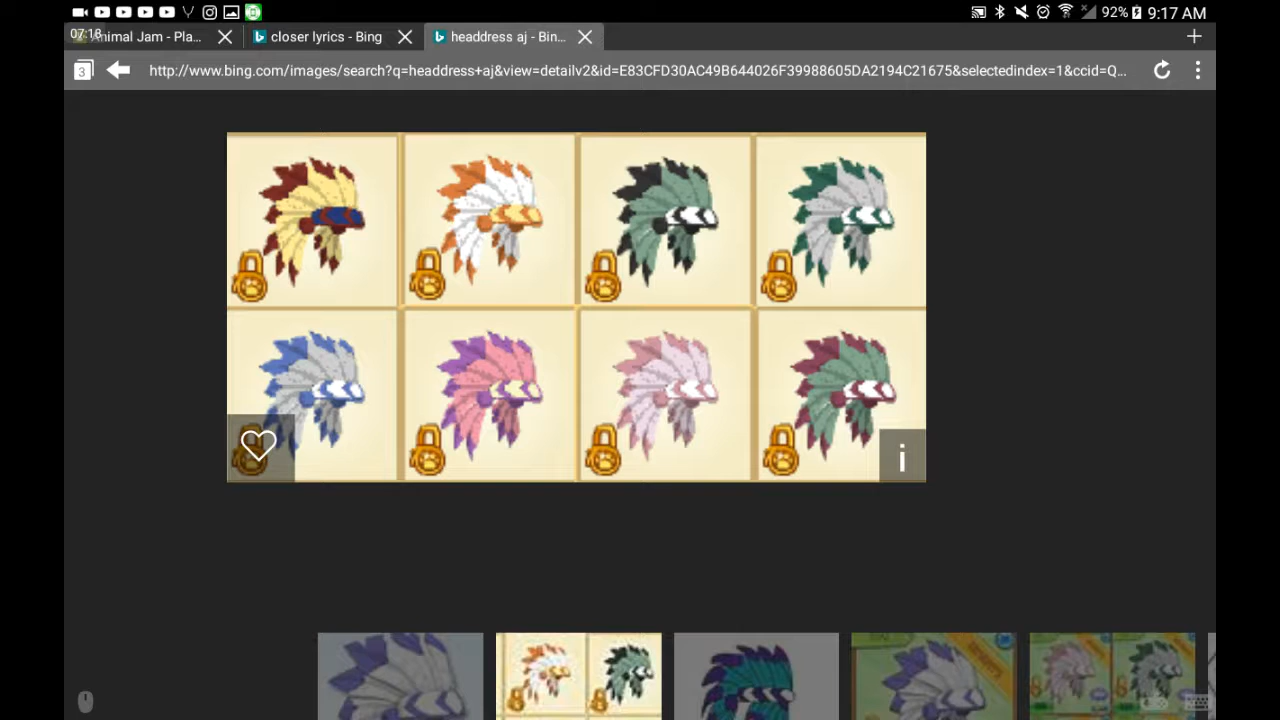 92% 9:17 AM
07:18
Animal Jam - Pla... closer lyrics - Bing headdress aj - Bin...
3 http://www.bing.com/images/search?q=headdress+aj&view=detailv2&id=E83CFD30AC49B644026F39988605DA2194C21675&selectedindex=1&ccid=Q...
i